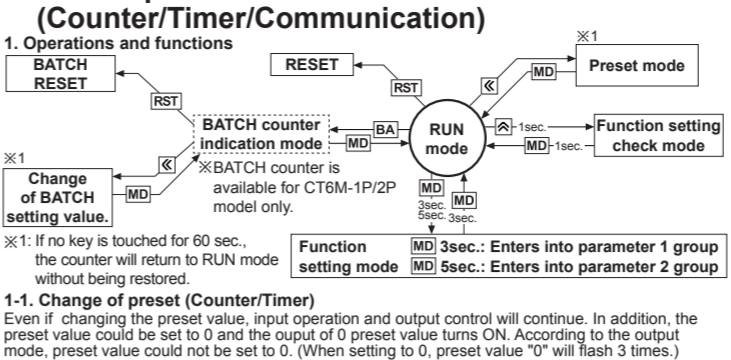 (Counter/Timer/Communication)
1. Operations and functions
BATCH
RESET
RST
RESET
RST
※1
Preset mode
≪
MD
BATCH counter
indication mode
BA
MD
RUN
mode
︽ 1sec.
MD 1sec.
Function setting
check mode
※1
Change
of BATCH
setting value.
≪
MD
※BATCH counter is
available for CT6M-1P/2P
model only.
MD
3sec.
5sec.
MD
3sec.
※1: If no key is touched for 60 sec.,
the counter will return to RUN mode
without being restored.
Function
setting mode
MD 3sec.: Enters into parameter 1 group
MD 5sec.: Enters into parameter 2 group
1-1. Change of preset (Counter/Timer)
Even if changing the preset value, input operation and output control will continue. In addition, the
preset value could be set to 0 and the ouput of 0 preset value turns ON. According to the output
mode, preset value could not be set to 0. (When setting to 0, preset value "0" will flash 3 times.)